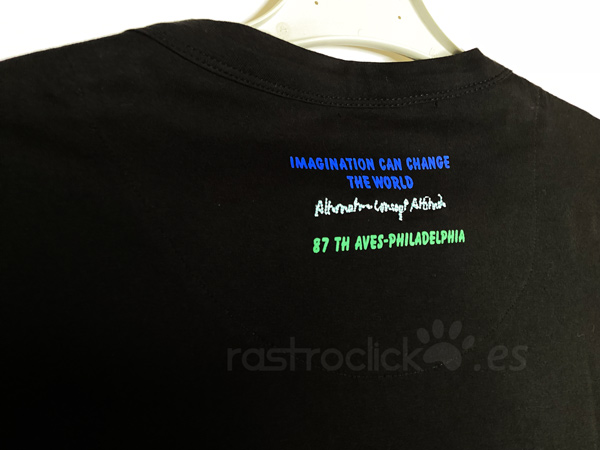 IMAGINATION CAN CHANGE
THE WORLD
Alternative Concept Attitude
87 TH AVES-PHILADELPHIA
rastroclick.es